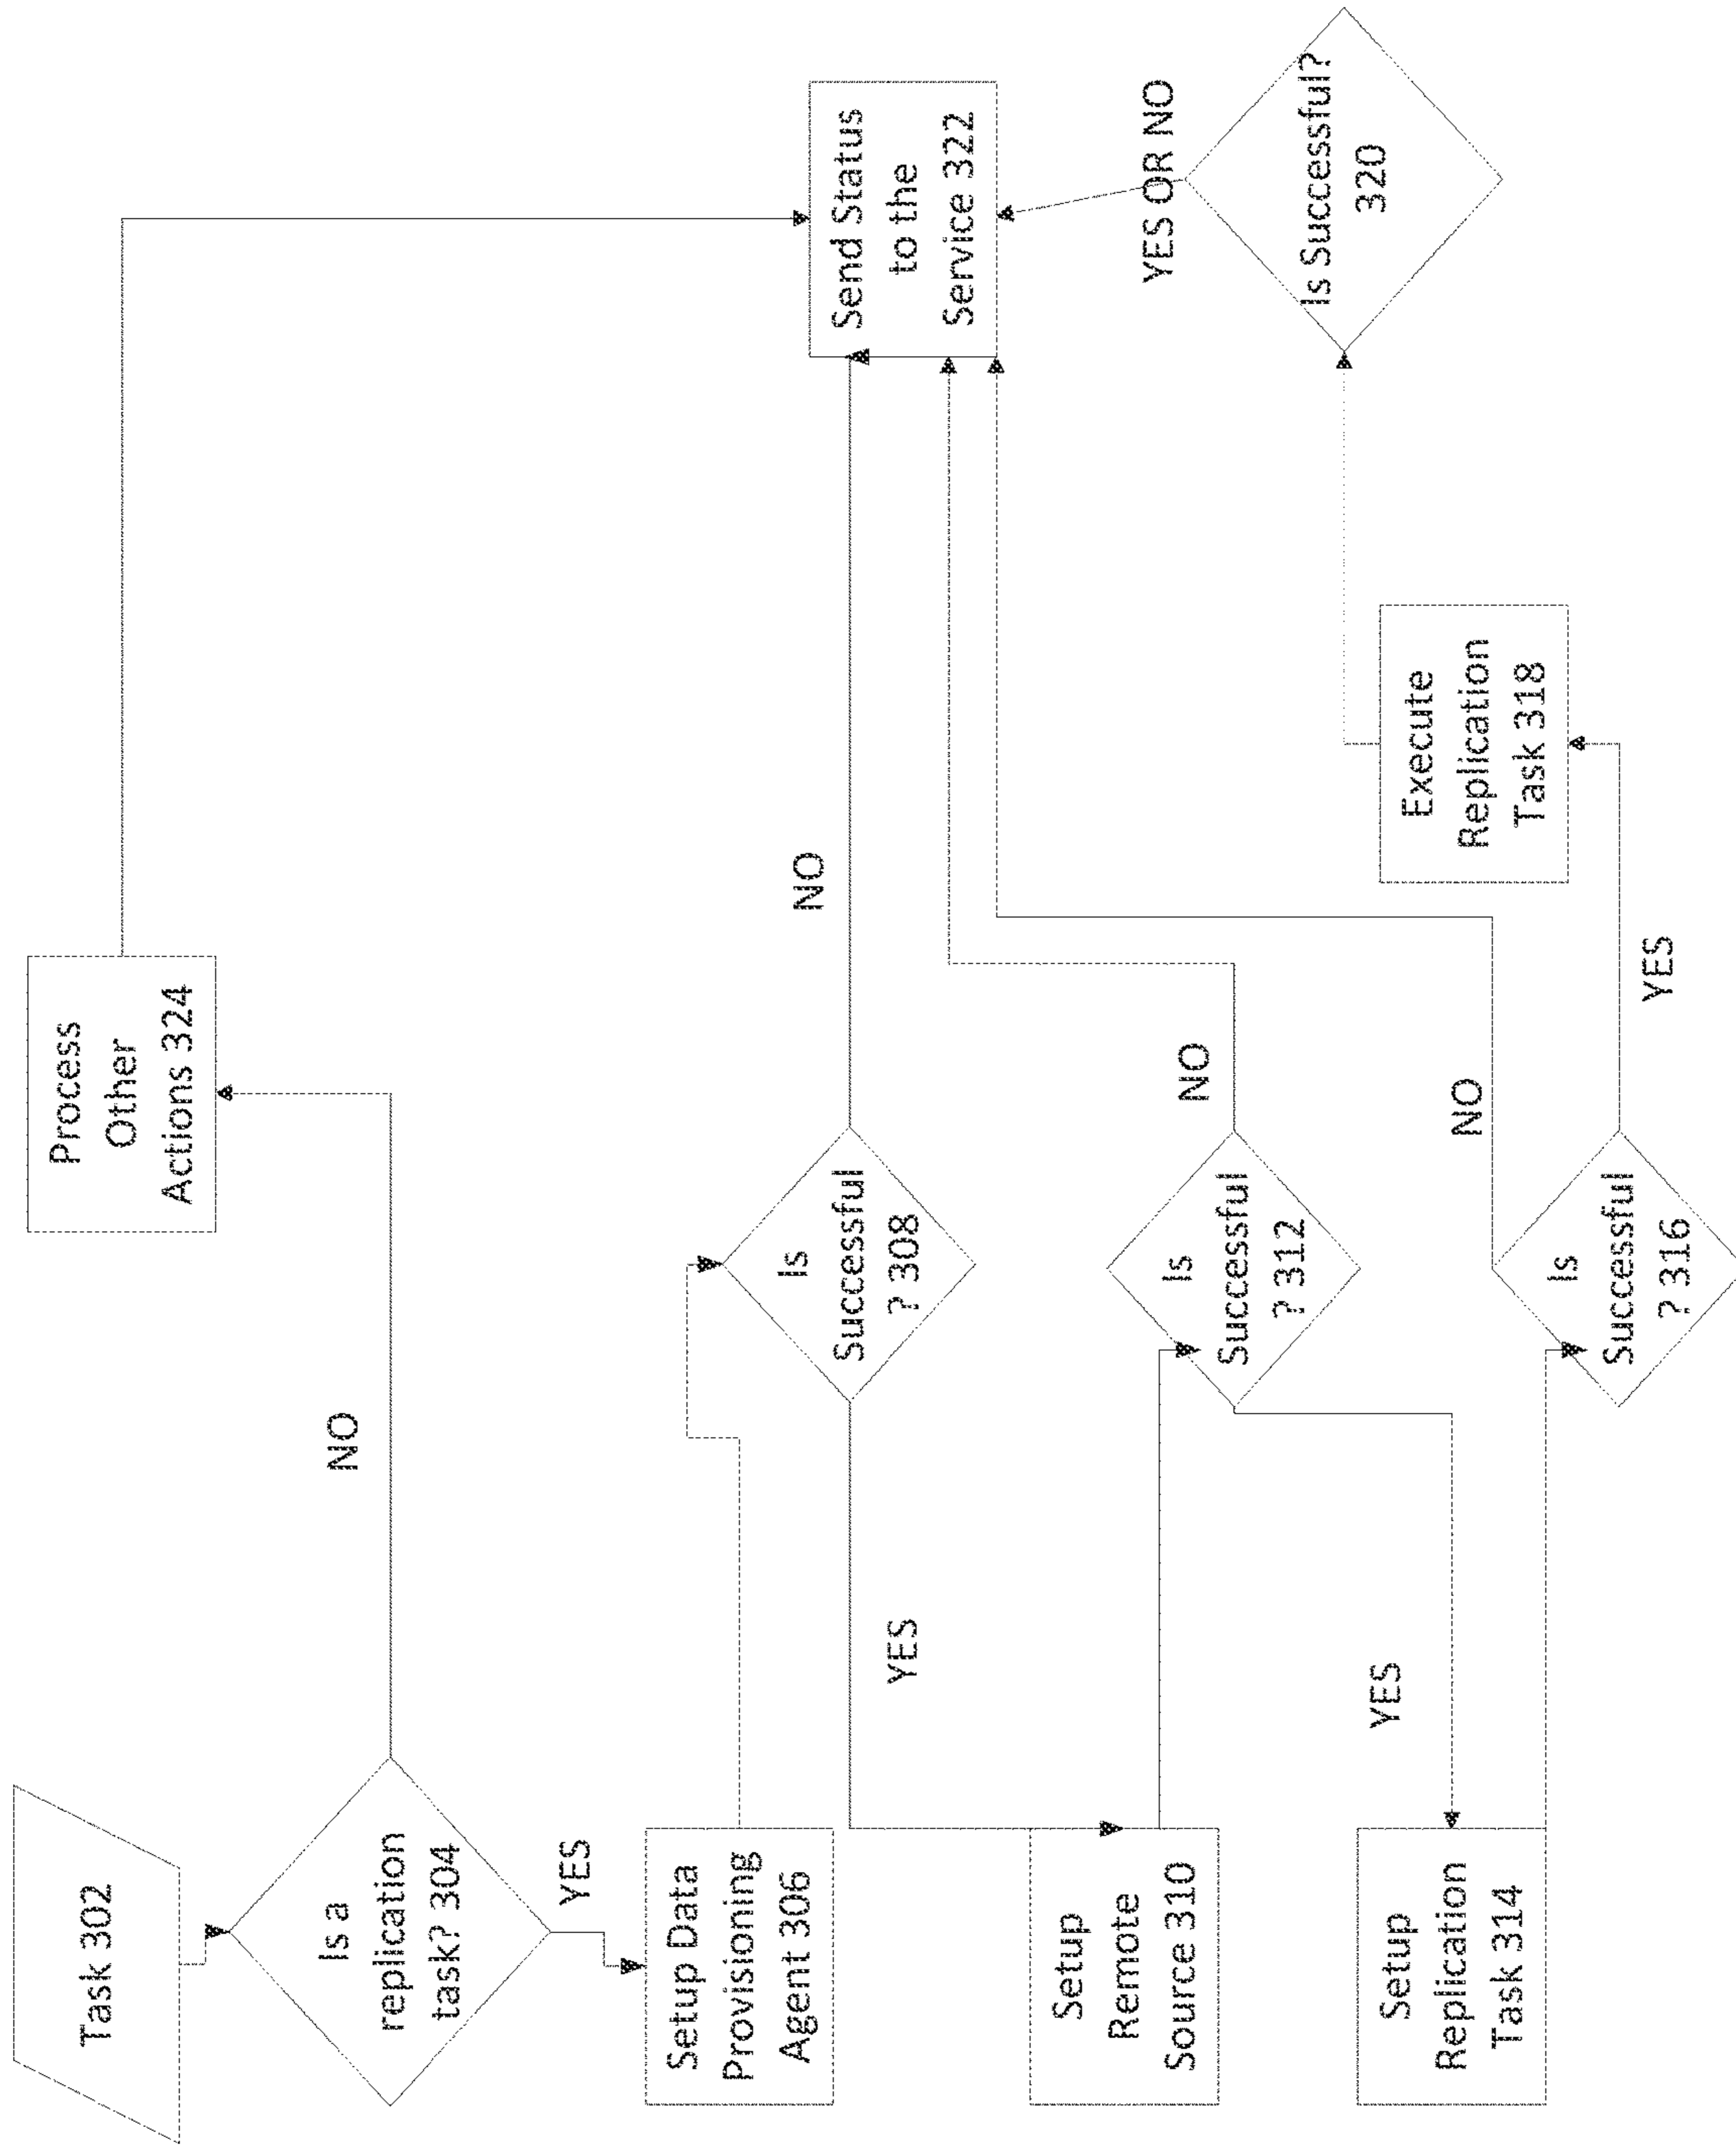 Task 302
Is a
replication
task? 304
NO
Process
Other
Actions 324
YES
Setup Data
Provisioning
Agent 306
Is
Successful
? 308
NO
Send Status
to the
Service 322
YES
Setup
Remote
Source 310
Is
Successful
? 312
NO
YES
Setup
Replication
Task 314
Is
Successful
? 316
NO
YES
Execute
Replication
Task 318
Is Successful?
320
YES OR NO